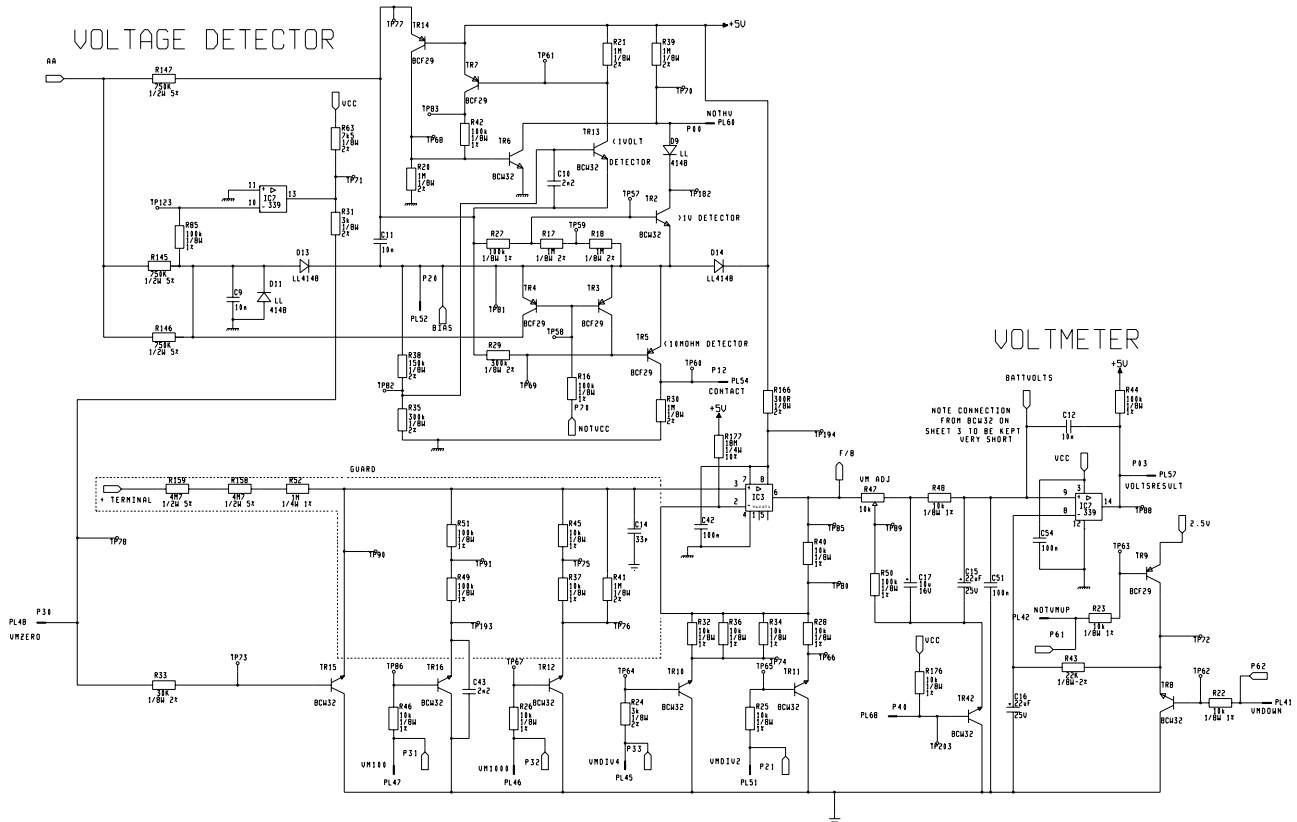 VOLTAGE DETECTOR
AA
R147
750K
1/2W 5%
TP77
TR14
BCF29
TR7
BCF29
TP61
R21
1M
1/8W
2%
R39
1M
1/8W
2%
+5V
TP70
NOTHV
P00
PL60
VCC
R63
7k5
1/8W
2%
TP83
R42
100k
1/8W
1%
TP68
TR6
BCW32
TR13
BCW32
<1VOLT
DETECTOR
D9
LL
4148
R20
1M
1/8W
2%
C10
2n2
TP71
11
10
IC7
339
13
TP123
R85
100k
1/8W
1%
R31
3k
1/8W
2%
TP57
TR2
BCW32
TP182
>1V DETECTOR
C11
10n
R27
100k
1/8W 1%
R17
1M
1/8W 2%
TP59
R18
1M
1/8W 2%
R145
750K
1/2W 5%
D13
LL4148
D14
LL4148
C9
10n
D11
LL
4148
P20
PL52
BIAS
TP81
TR4
BCF29
TR3
BCF29
TP58
R146
750K
1/2W 5%
R29
300k
1/8W 2%
TR5
BCF29
<10MOHM DETECTOR
TP60
P12
PL54
CONTACT
R38
150k
1/8W
2%
TP82
R35
300k
1/8W
2%
TP69
R16
100k
1/8W
1%
P70
NOTVCC
R30
1M
1/8W
2%
R166
300R
1/8W
2%
TP194
+5V
R177
18M
1/4W
10%
VOLTMETER
BATTVOLTS
NOTE CONNECTION
FROM BCW32 ON
SHEET 3 TO BE KEPT
VERY SHORT
+5V
R44
100k
1/8W
2%
C12
10n
VCC
P03
PL57
VOLTSRESULT
TP88
GUARD
+ TERMINAL
R159
4M7
1/2W 5%
R158
4M7
1/2W 5%
R52
1M
1/4W 1%
7
8
3
2
IC3
6
4
1
5
C42
100n
F/B
VM ADJ
R47
10k
TP89
R48
10k
1/8W 1%
9
8
3
IC7
339
14
12
C54
100n
2.5V
TP78
TP90
R51
100k
1/8W
1%
TP91
R49
100k
1/8W
1%
TP193
R45
10k
1/8W
1%
TP75
R37
10k
1/8W
1%
R41
1M
1/8W
2%
TP76
C14
33p
TP85
R40
10k
1/8W
1%
TP80
R50
100k
1/8W
1%
C17
10u
16V
C15
22uF
25V
C51
100n
TP63
TR9
BCF29
P30
PL48
VMZERO
R32
10k
1/8W
1%
R36
10k
1/8W
1%
R34
10k
1/8W
1%
R28
10k
1/8W
1%
TP74
TP66
NOTVMUP
PL42
P61
R23
10k
1/8W 1%
TP72
R43
22K
1/8W-2%
R33
30K
1/8W 2%
TP73
TR15
BCW32
TP86
TR16
BCW32
C43
2n2
TP67
TR12
BCW32
TP64
TR10
BCW32
TP65
TR11
BCW32
VCC
R176
10k
1/8W
1%
P40
PL68
TP203
TR42
BCW32
C16
22uF
25V
TR8
BCW32
TP62
P62
R22
10k
1/8W 1%
PL41
VMDOWN
R46
10k
1/8W
1%
VM100
P31
PL47
R26
10k
1/8W
1%
VM1000
P32
PL46
R24
3k
1/8W
2%
VMDIV4
P33
PL45
R25
10k
1/8W
1%
VMDIV2
P21
PL51